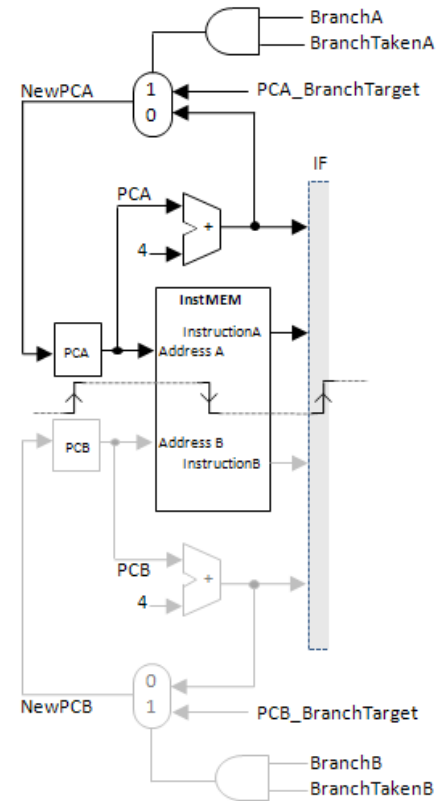 BranchA
BranchTakenA
NewPCA
1
PCA_BranchTarget
0
IF
PCA
+
4
InstMEM
InstructionA
PCA
Address A
PCB
Address B
InstructionB
PCB
+
4
0
NewPCB
1
PCB_BranchTarget
BranchB
BranchTakenB